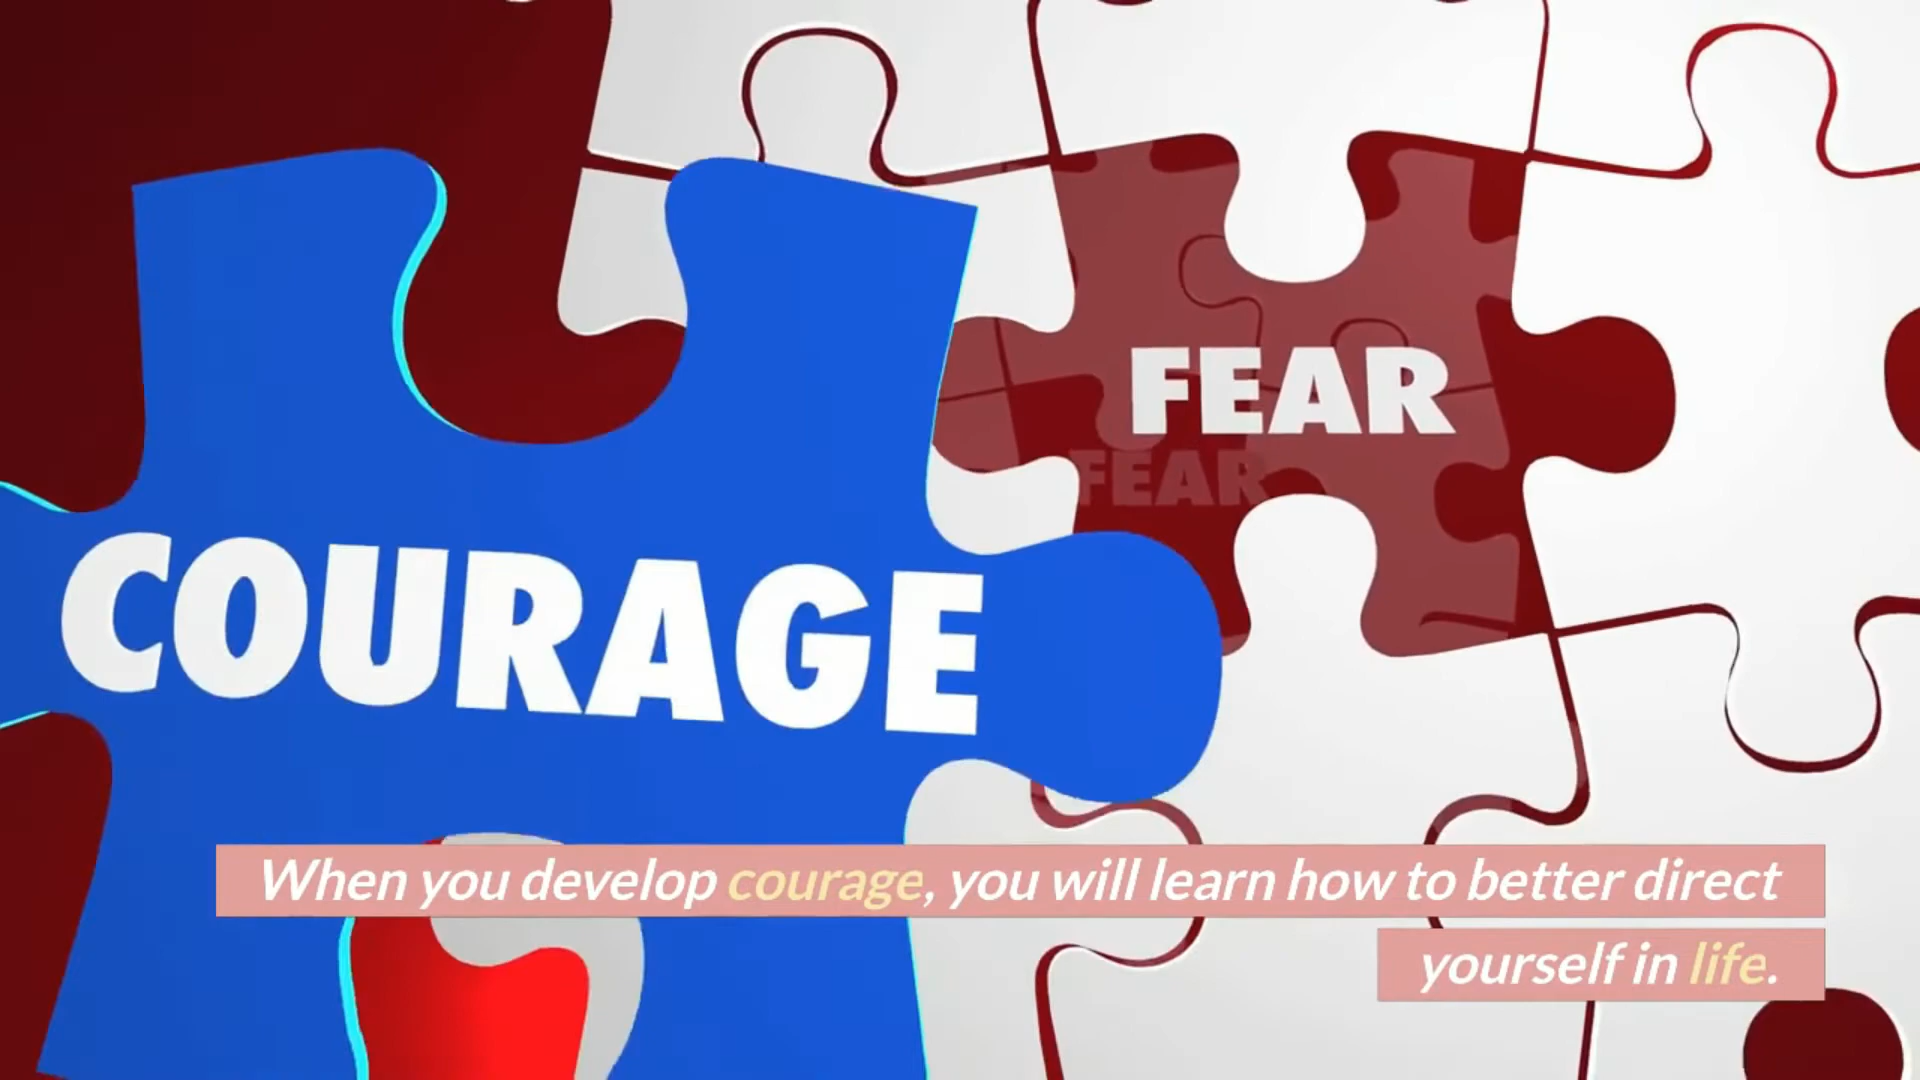 FEAR
FEAR
COURAGE
When you develop courage, you will learn how to better direct
yourself in life.